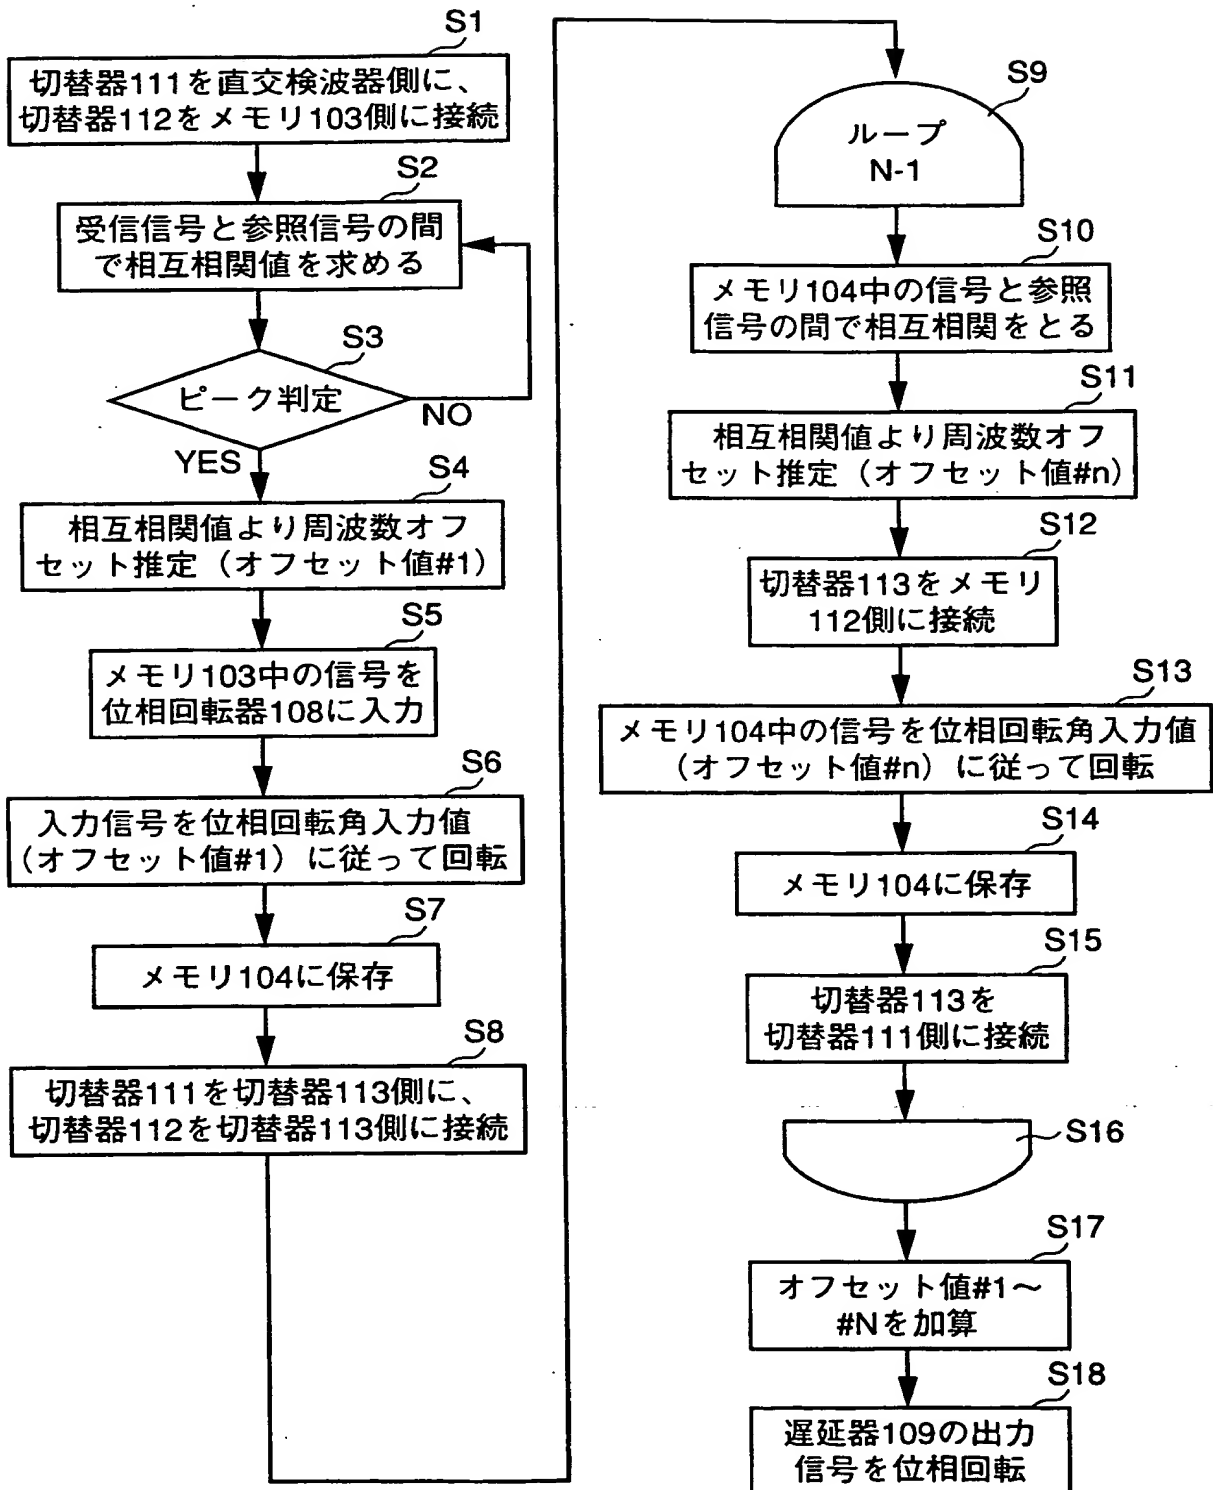 S1
切替器111を直交検波器側に、
切替器112をメモリ103側に接続
S2
受信信号と参照信号の間
で相互相関値を求める
S3
ピーク判定
NO
YES
S4
相互相関値より周波数オフ
セット推定（オフセット値#1）
S5
メモリ103中の信号を
位相回転器108に入力
S6
入力信号を位相回転角入力値
（オフセット値#1）に従って回転
S7
メモリ104に保存
S8
切替器111を切替器113側に、
切替器112を切替器113側に接続
S9
ループ
N-1
S10
メモリ104中の信号と参照
信号の間で相互相関をとる
S11
相互相関値より周波数オフ
セット推定（オフセット値#n）
S12
切替器113をメモリ
112側に接続
S13
メモリ104中の信号を位相回転角入力値
（オフセット値#n）に従って回転
S14
メモリ104に保存
S15
切替器113を
切替器111側に接続
S16
S17
オフセット値#1～
#Nを加算
S18
遅延器109の出力
信号を位相回転